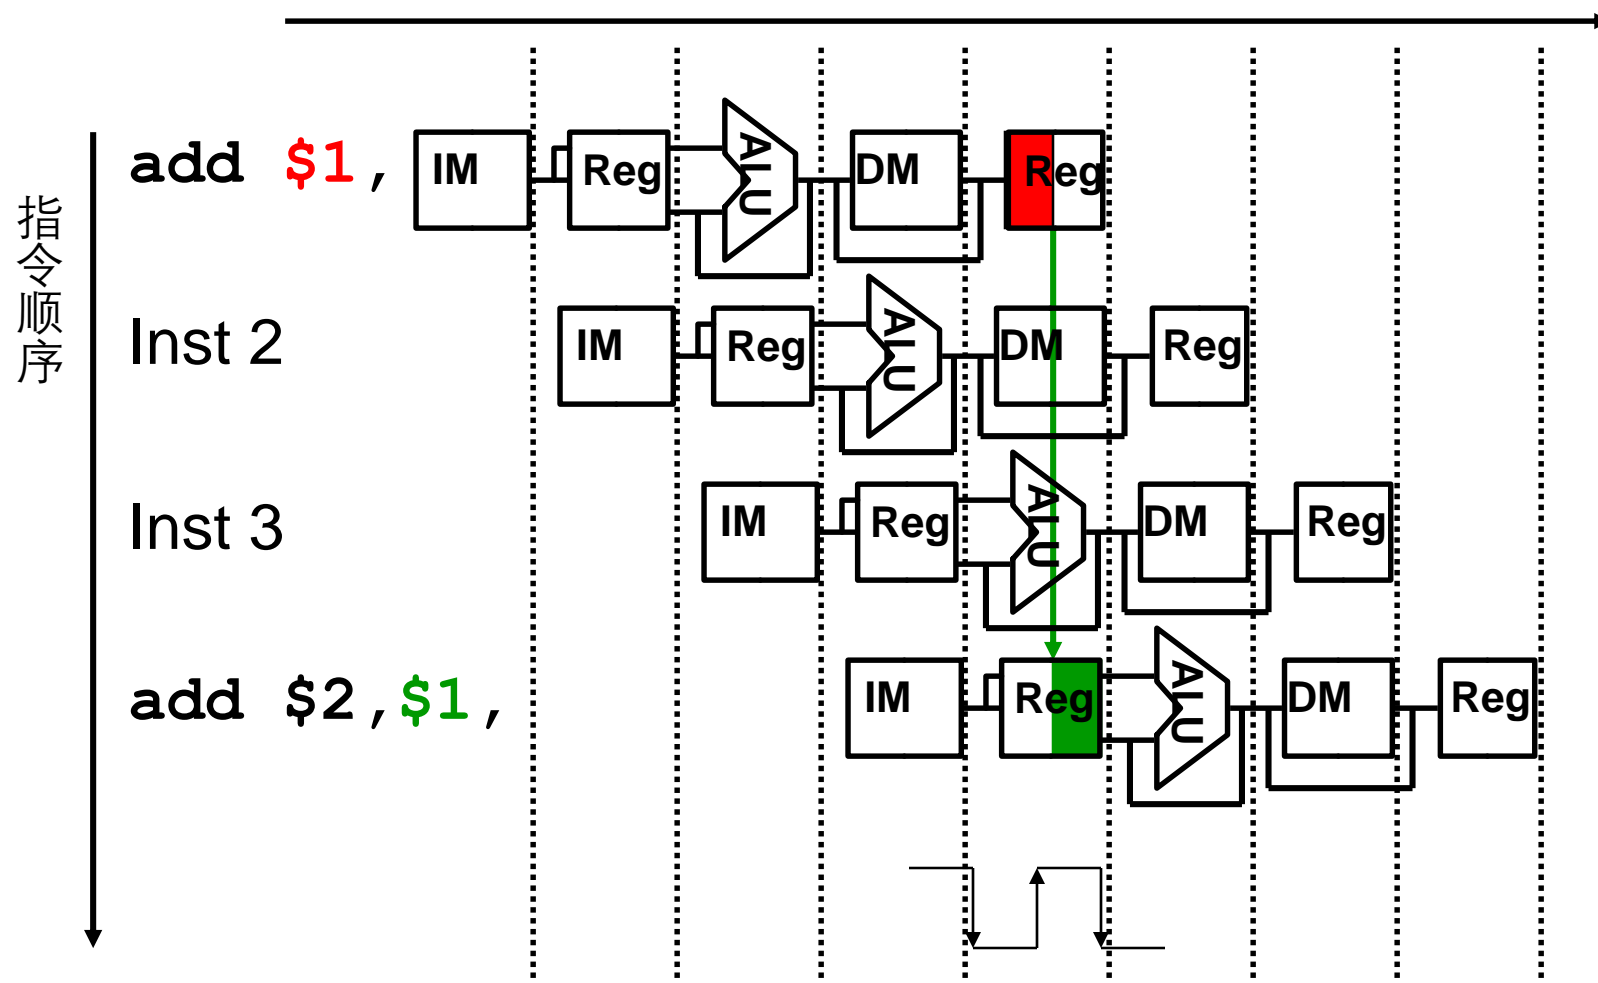 add $1, IM Reg ALU DM Reg
指令顺序
Inst 2 IM Reg ALU DM Reg
Inst 3 IM Reg ALU DM Reg
add $2,$1, IM Reg ALU DM Reg